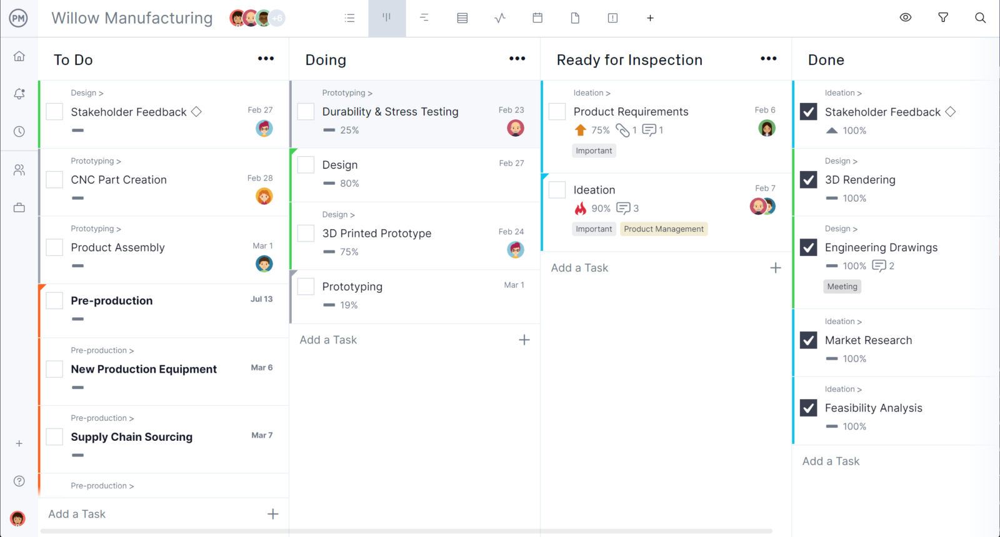 PM
Willow Manufacturing
+6
To Do
Design >
Stakeholder Feedback
Feb 27
Prototyping >
CNC Part Creation
Feb 28
Prototyping >
Product Assembly
Mar 1
Pre-production
Jul 13
Pre-production >
New Production Equipment
Mar 6
Pre-production >
Supply Chain Sourcing
Mar 7
Pre-production >
Add a Task
Doing
Prototyping >
Durability & Stress Testing
Feb 23
25%
Design
Feb 27
80%
Design >
3D Printed Prototype
Feb 24
75%
Prototyping
Mar 1
19%
Add a Task
Ready for Inspection
Ideation >
Product Requirements
Feb 6
75% 1 1
Important
Ideation
Feb 7
90% 3
Important Product Management
Add a Task
Done
Ideation >
Stakeholder Feedback
100%
Design >
3D Rendering
100%
Design >
Engineering Drawings
100% 2
Meeting
Ideation >
Market Research
100%
Ideation >
Feasibility Analysis
100%
Add a Task